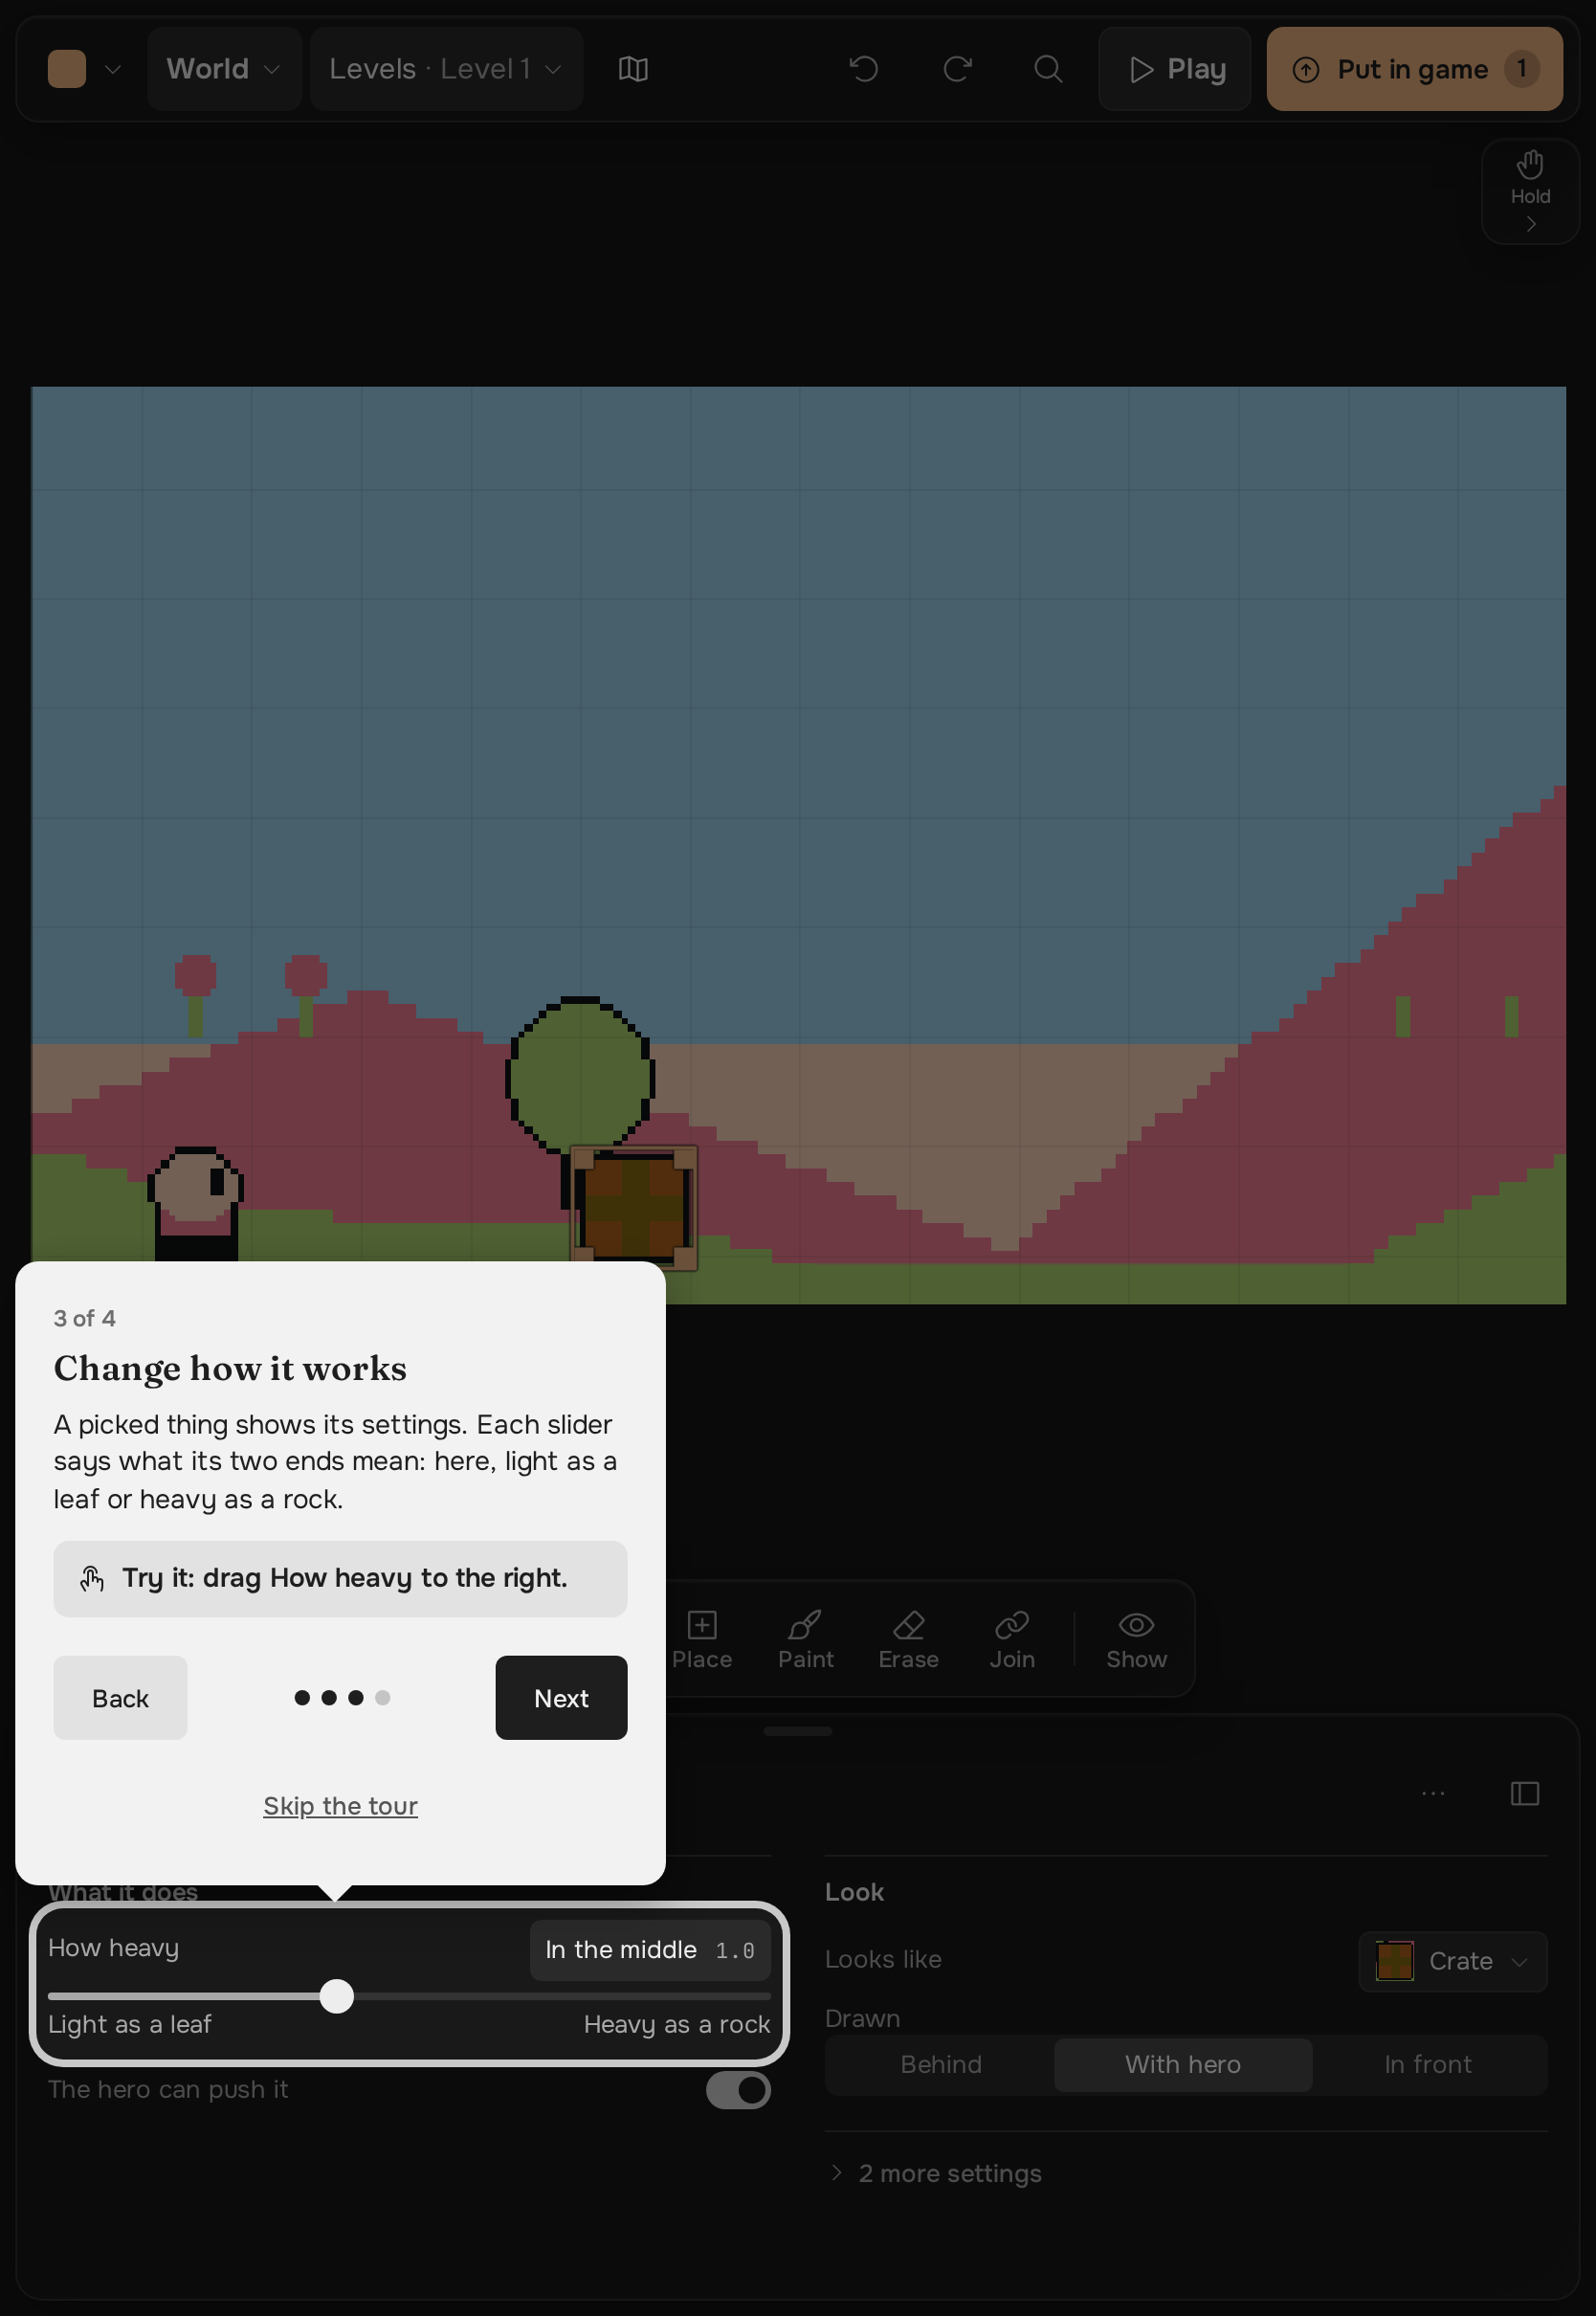 World
Levels · Level 1
Play
Put in game 1
Hold
3 of 4
Change how it works
A picked thing shows its settings. Each slider
says what its two ends mean: here, light as a
leaf or heavy as a rock.
Try it: drag How heavy to the right.
Back
Next
Skip the tour
Place
Paint
Erase
Join
Show
What it does
How heavy
In the middle 1.0
Light as a leaf
Heavy as a rock
The hero can push it
Look
Looks like
Crate
Drawn
Behind
With hero
In front
2 more settings